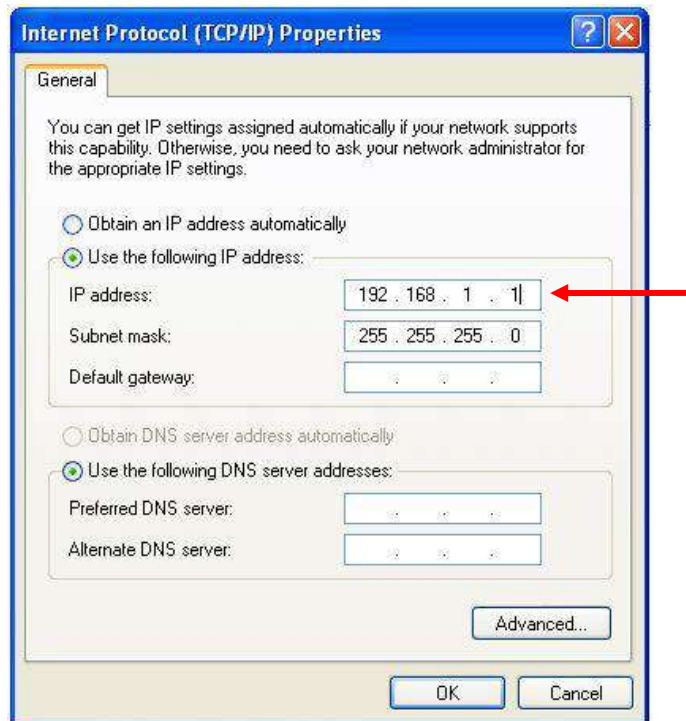 Internet Protocol (TCP/IP) Properties
General
You can get IP settings assigned automatically if your network supports
this capability. Otherwise, you need to ask your network administrator for
the appropriate IP settings.
Obtain an IP address automatically
Use the following IP address:
IP address: 192 . 168 . 1 . 1
Subnet mask: 255 . 255 . 255 . 0
Default gateway: . . .
Obtain DNS server address automatically
Use the following DNS server addresses:
Preferred DNS server: . . .
Alternate DNS server: . . .
Advanced...
OK Cancel